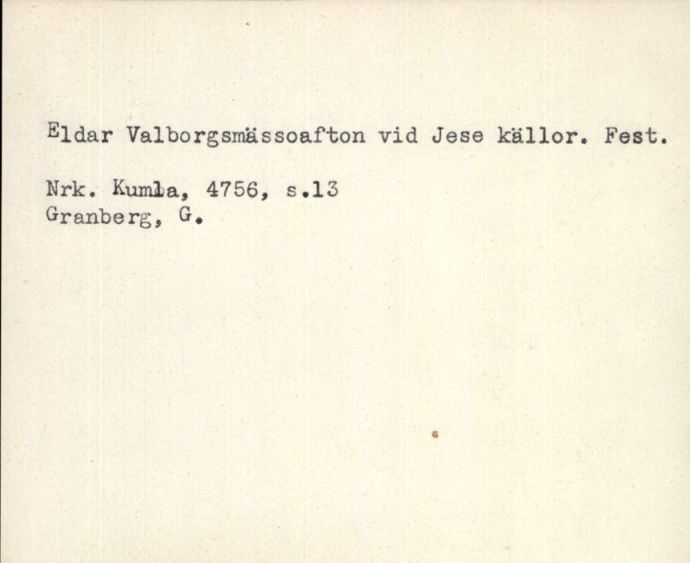 Eldar Valborgsmässoafton vid Jese källor. Fest.
Nrk. Kumla, 4756, s.13
Granberg, G.